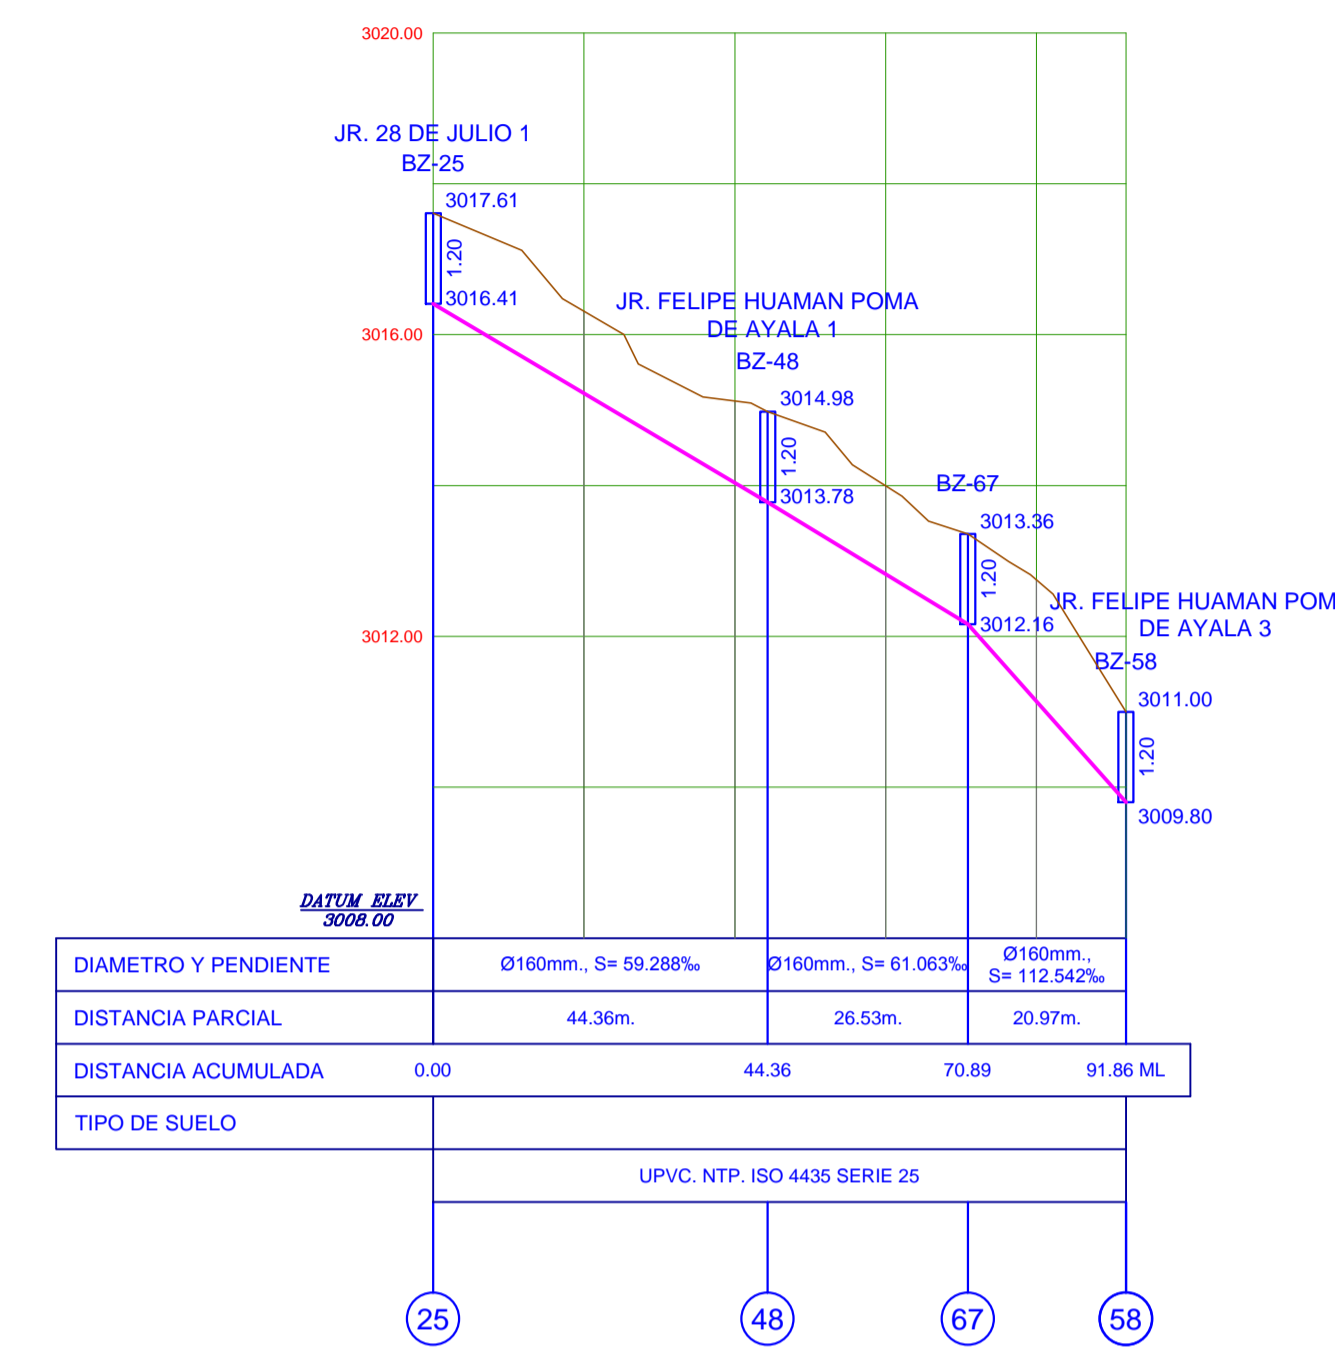 3020.00
JR. 28 DE JULIO 1
BZ-25
3017.61
1.20
3016.41
JR. FELIPE HUAMAN POMA
DE AYALA 1
BZ-48
3016.00
3014.98
1.20
3013.78
BZ-67
3013.36
1.20
3012.16
JR. FELIPE HUAMAN POM
DE AYALA 3
BZ-58
3012.00
3011.00
1.20
3009.80
DATUM ELEV
3008.00
DIAMETRO Y PENDIENTE
Ø160mm., S= 59.288‰
Ø160mm., S= 61.063‰
Ø160mm.,
S= 112.542‰
DISTANCIA PARCIAL
44.36m.
26.53m.
20.97m.
DISTANCIA ACUMULADA
0.00
44.36
70.89
91.86 ML
TIPO DE SUELO
UPVC. NTP. ISO 4435 SERIE 25
25
48
67
58